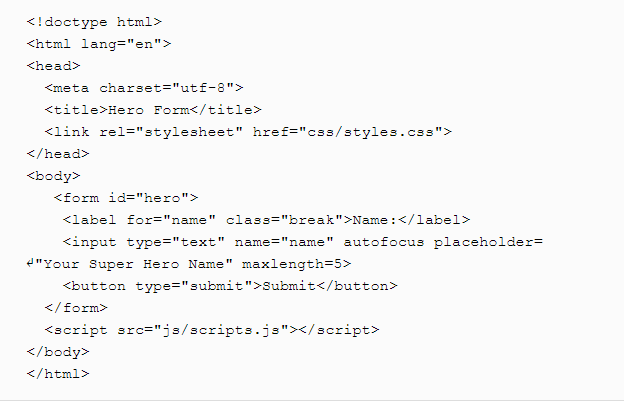 <!doctype html>
<html lang="en">
<head>
  <meta charset="utf-8">
  <title>Hero Form</title>
  <link rel="stylesheet" href="css/styles.css">
</head>
<body>
   <form id="hero">
    <label for="name" class="break">Name:</label>
    <input type="text" name="name" autofocus placeholder=
↵"Your Super Hero Name" maxlength=5>
    <button type="submit">Submit</button>
  </form>
  <script src="js/scripts.js"></script>
</body>
</html>